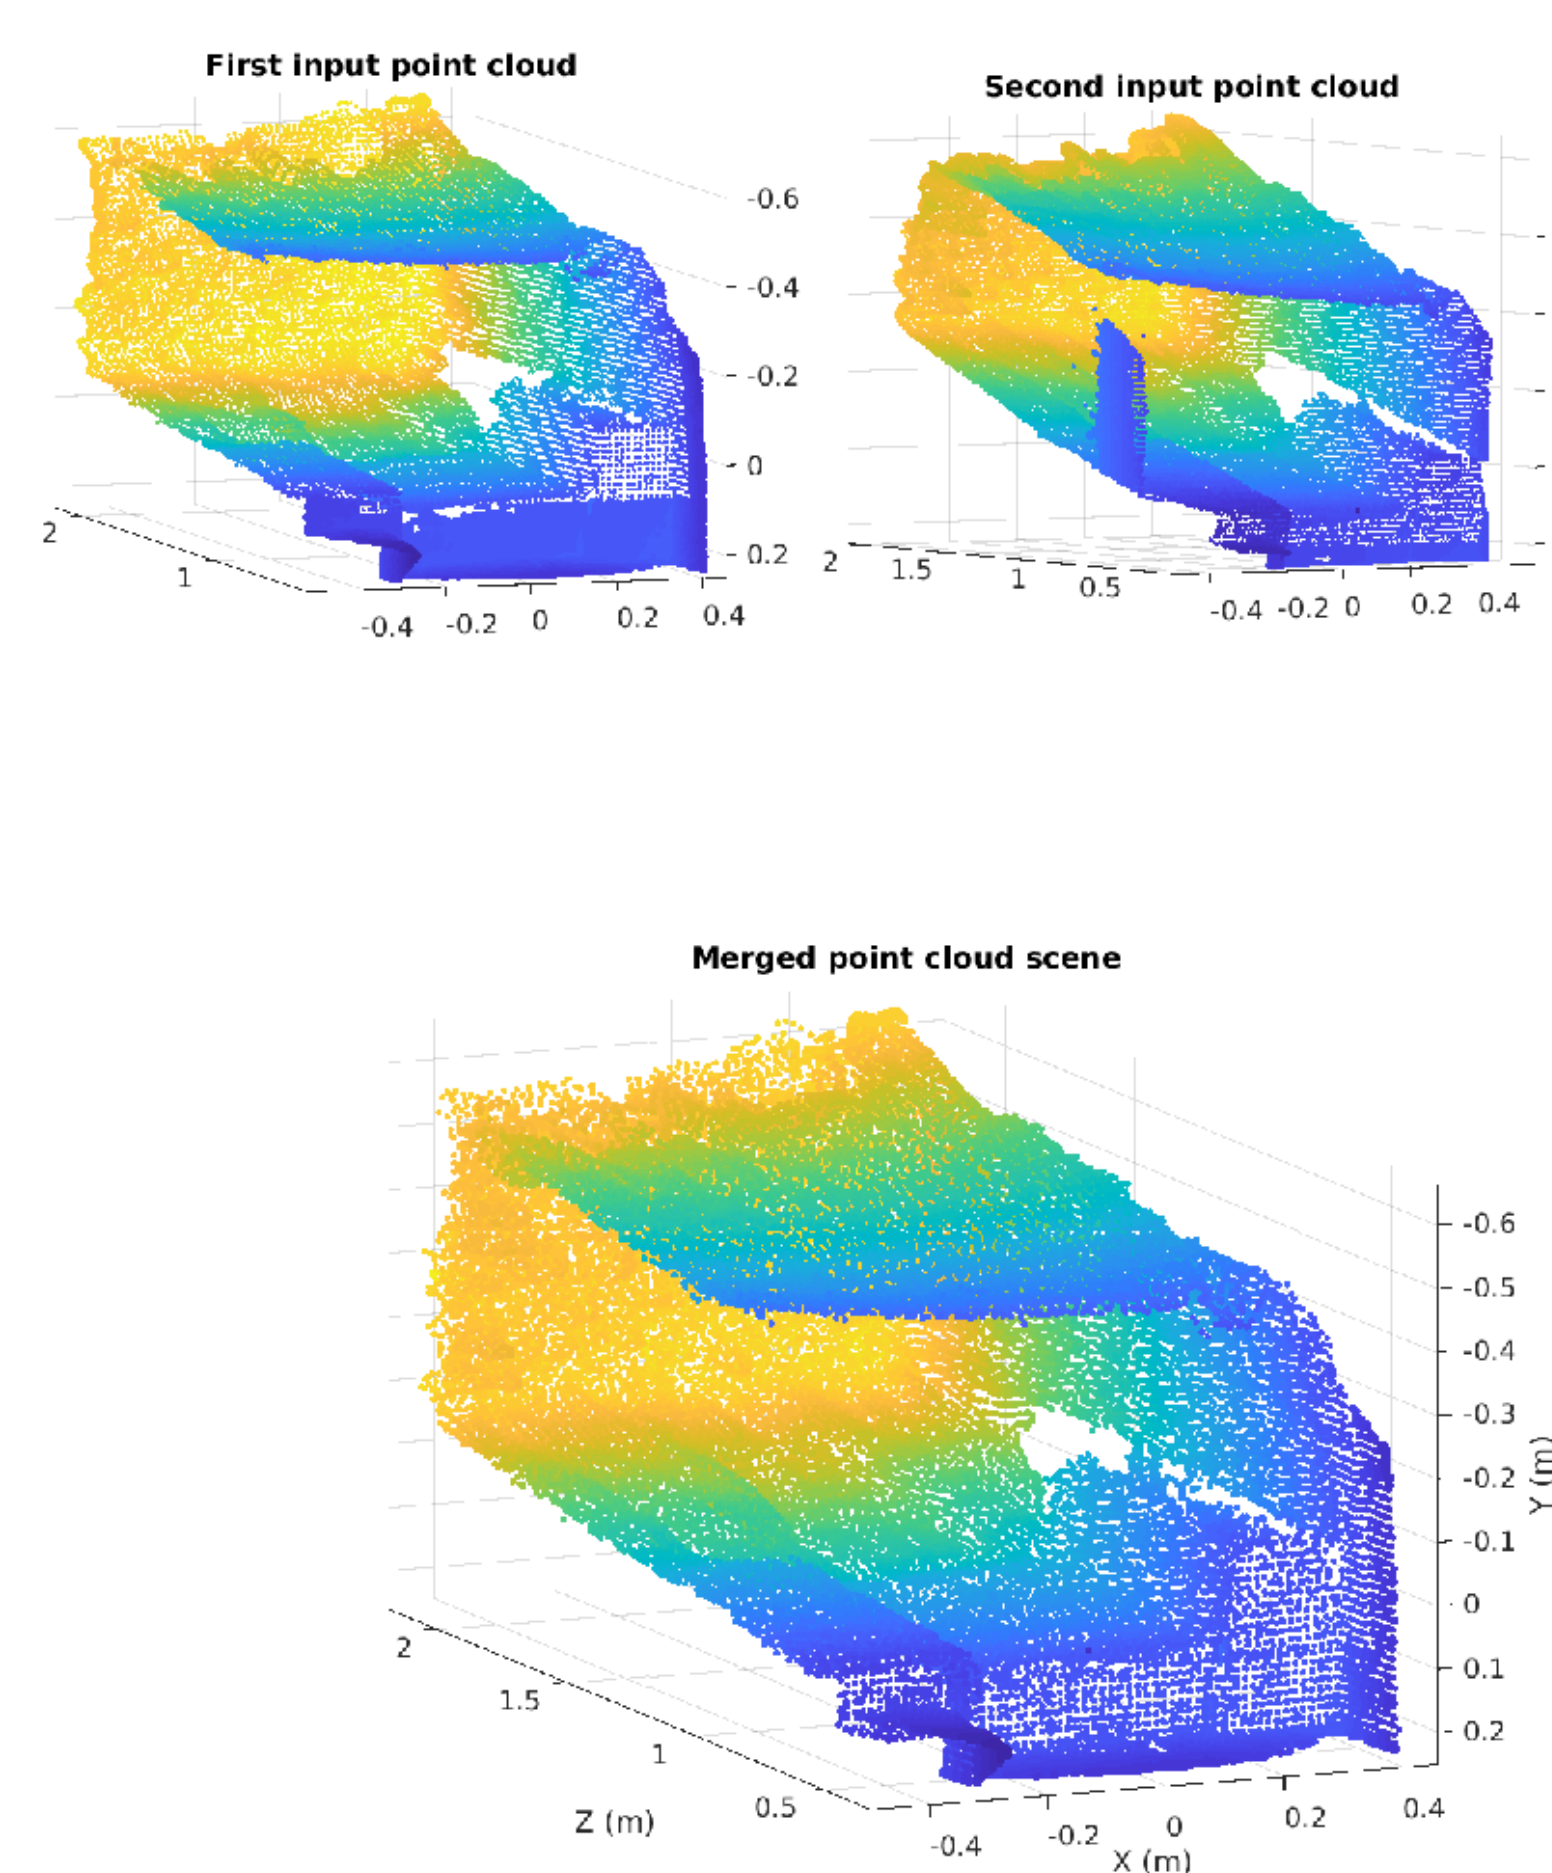 First input point cloud
Second input point cloud
-0.6
-0.4
-0.2
0
0.2
2
1
-0.4 -0.2 0 0.2 0.4
2 1.5 1 0.5
-0.4 -0.2 0 0.2 0.4
Merged point cloud scene
-0.6
-0.5
-0.4
-0.3
-0.2
-0.1
0
0.1
0.2
Y (m)
2
1.5
1
0.5
Z (m)
-0.4 -0.2 0 0.2 0.4
X (m)